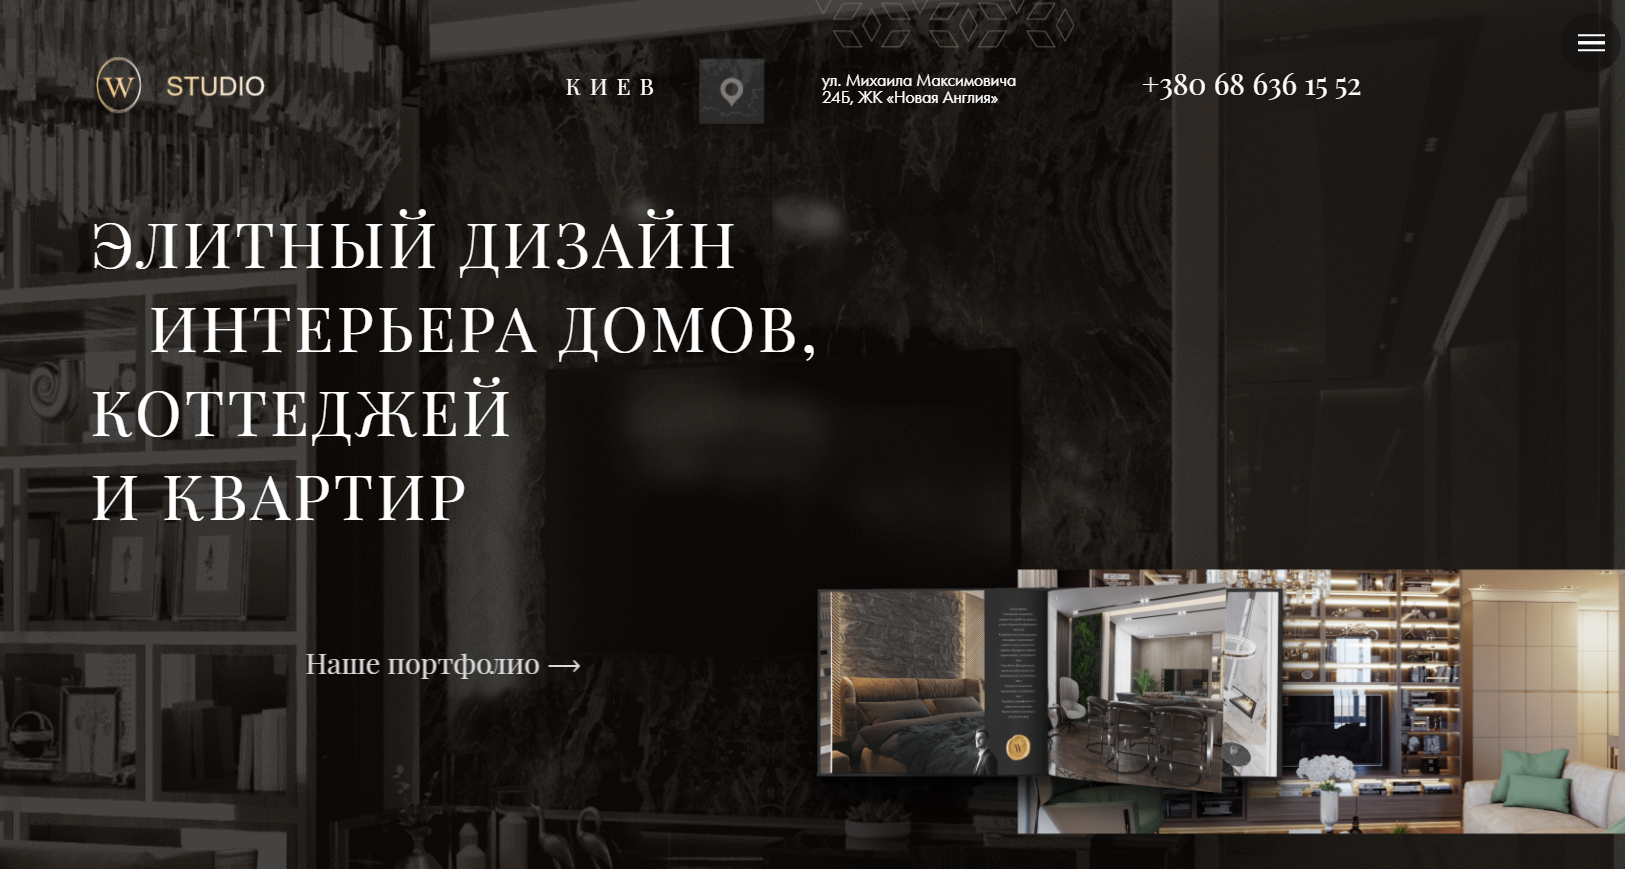 W STUDIO
КИЕВ
ул. Михаила Максимовича
24Б, ЖК «Новая Англия»
+380 68 636 15 52
ЭЛИТНЫЙ ДИЗАЙН
ИНТЕРЬЕРА ДОМОВ,
КОТТЕДЖЕЙ
И КВАРТИР
Наше портфолио
W